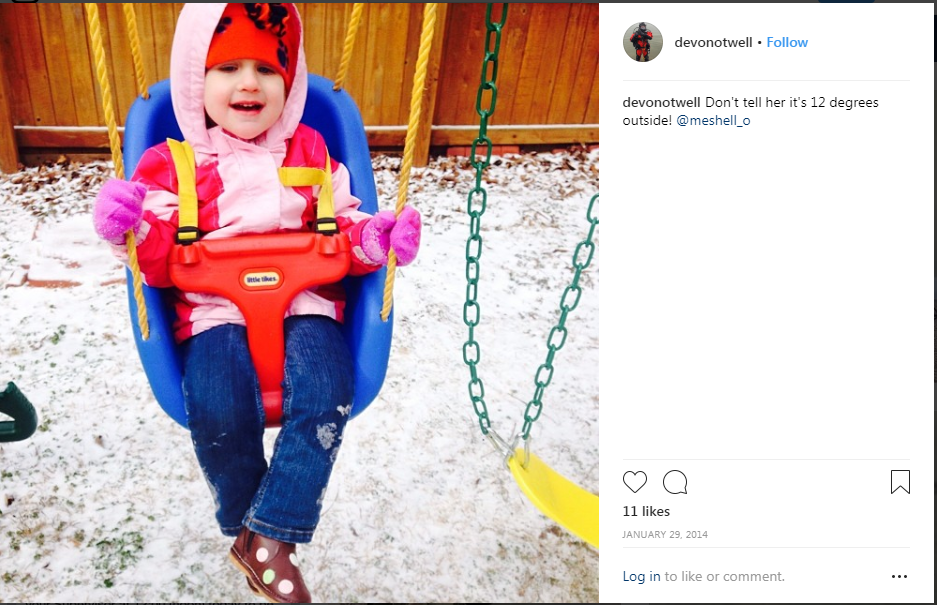 little tikes
devonotwell • Follow
devonotwell Don't tell her it's 12 degrees
outside! @meshell_o
11 likes
JANUARY 29, 2014
Log in to like or comment.